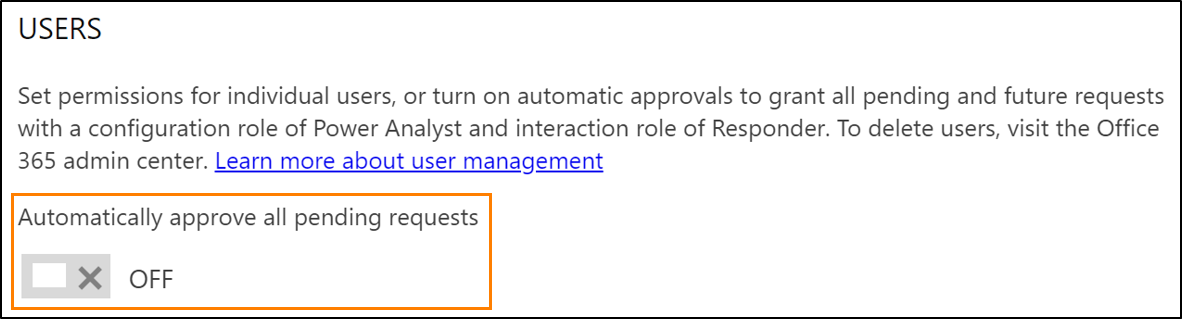 USERS
Set permissions for individual users, or turn on automatic approvals to grant all pending and future requests
with a configuration role of Power Analyst and interaction role of Responder. To delete users, visit the Office
365 admin center. Learn more about user management
Automatically approve all pending requests
OFF